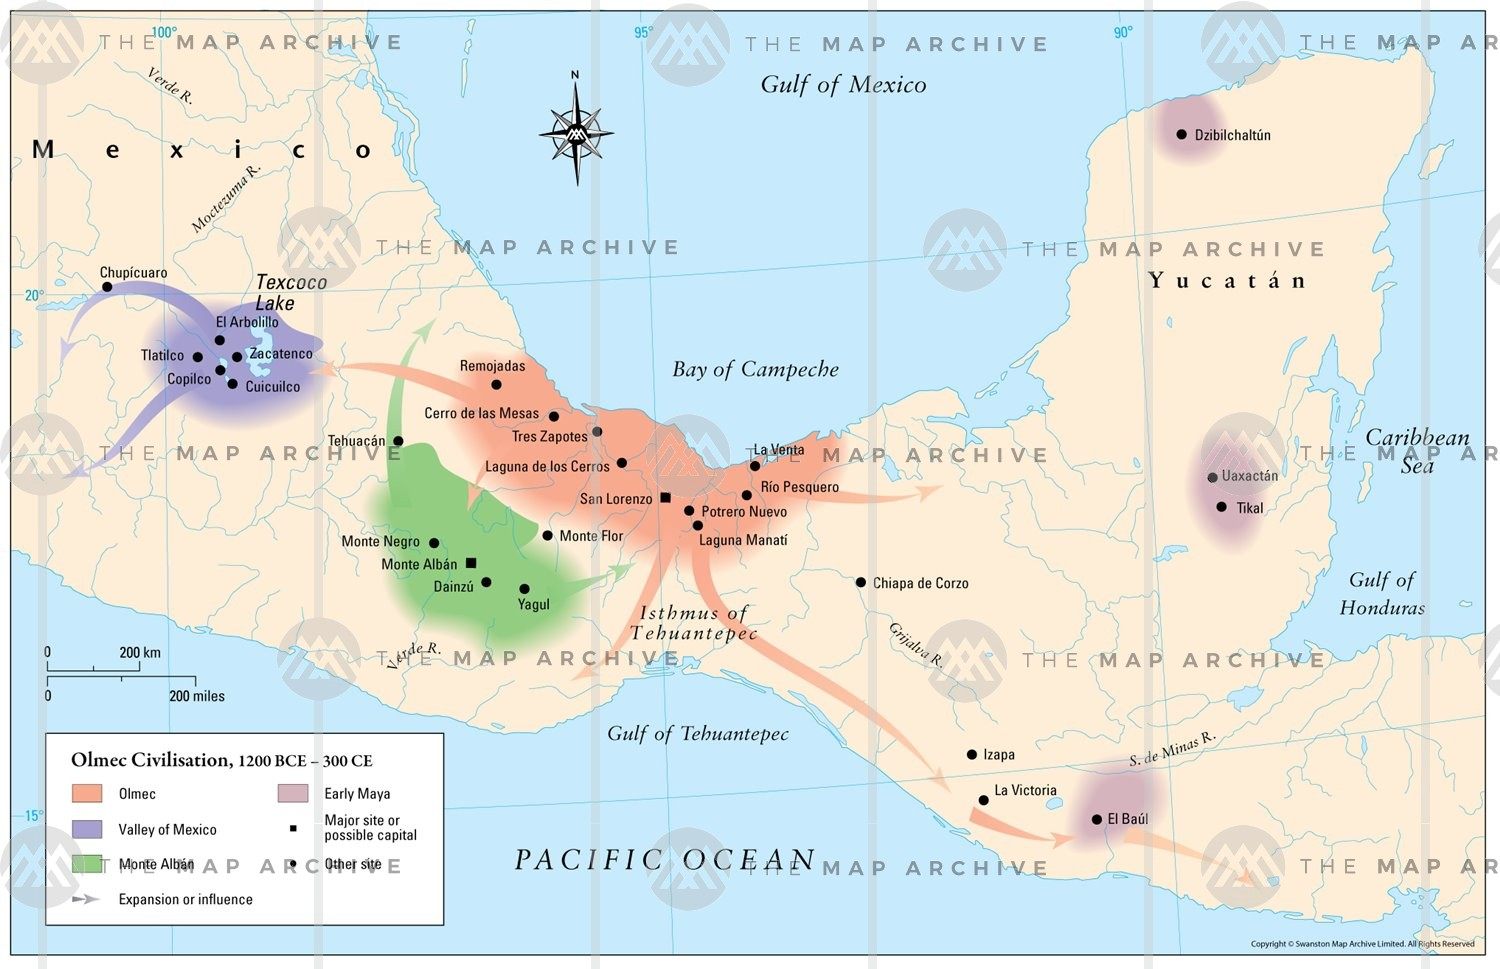 100°
95°
90°
THE MAP ARCHIVE
THE MAP ARCHIVE
THE MAP AR
Verde R.
Gulf of Mexico
N
Mexico
Dzibilchaltún
Moctezuma R.
THE MAP ARCHIVE
THE MAP ARCHIVE
Chupícuaro
Texcoco
Lake
Yucatán
20°
El Arbolillo
Tlatilco
Zacatenco
Copilco
Cuicuilco
Remojadas
Bay of Campeche
Cerro de las Mesas
Tehuacán
Tres Zapotes
THE MAP ARCHIVE
THE MAP ARCHIVE
THE MAP AR
La Venta
Caribbean
Sea
Laguna de los Cerros
Uaxactán
Río Pesquero
San Lorenzo
Tikal
Potrero Nuevo
Monte Negro
Monte Flor
Laguna Manatí
Monte Albán
Dainzú
Yagul
Chiapa de Corzo
Gulf of
Honduras
Isthmus of
Tehuantepec
Grijalva R.
Verde R.
THE MAP ARCHIVE
THE MAP ARCHIVE
0 200 km
0 200 miles
Gulf of Tehuantepec
S. de Minas R.
Izapa
La Victoria
El Baúl
15°
PACIFIC OCEAN
Olmec Civilisation, 1200 BCE – 300 CE
Olmec
Valley of Mexico
Monte Albán
Expansion or influence
Early Maya
Major site or
possible capital
Other site
THE MAP ARCHIVE
THE MAP ARCHIVE
THE MAP AR
Copyright © Swanston Map Archive Limited. All Rights Reserved